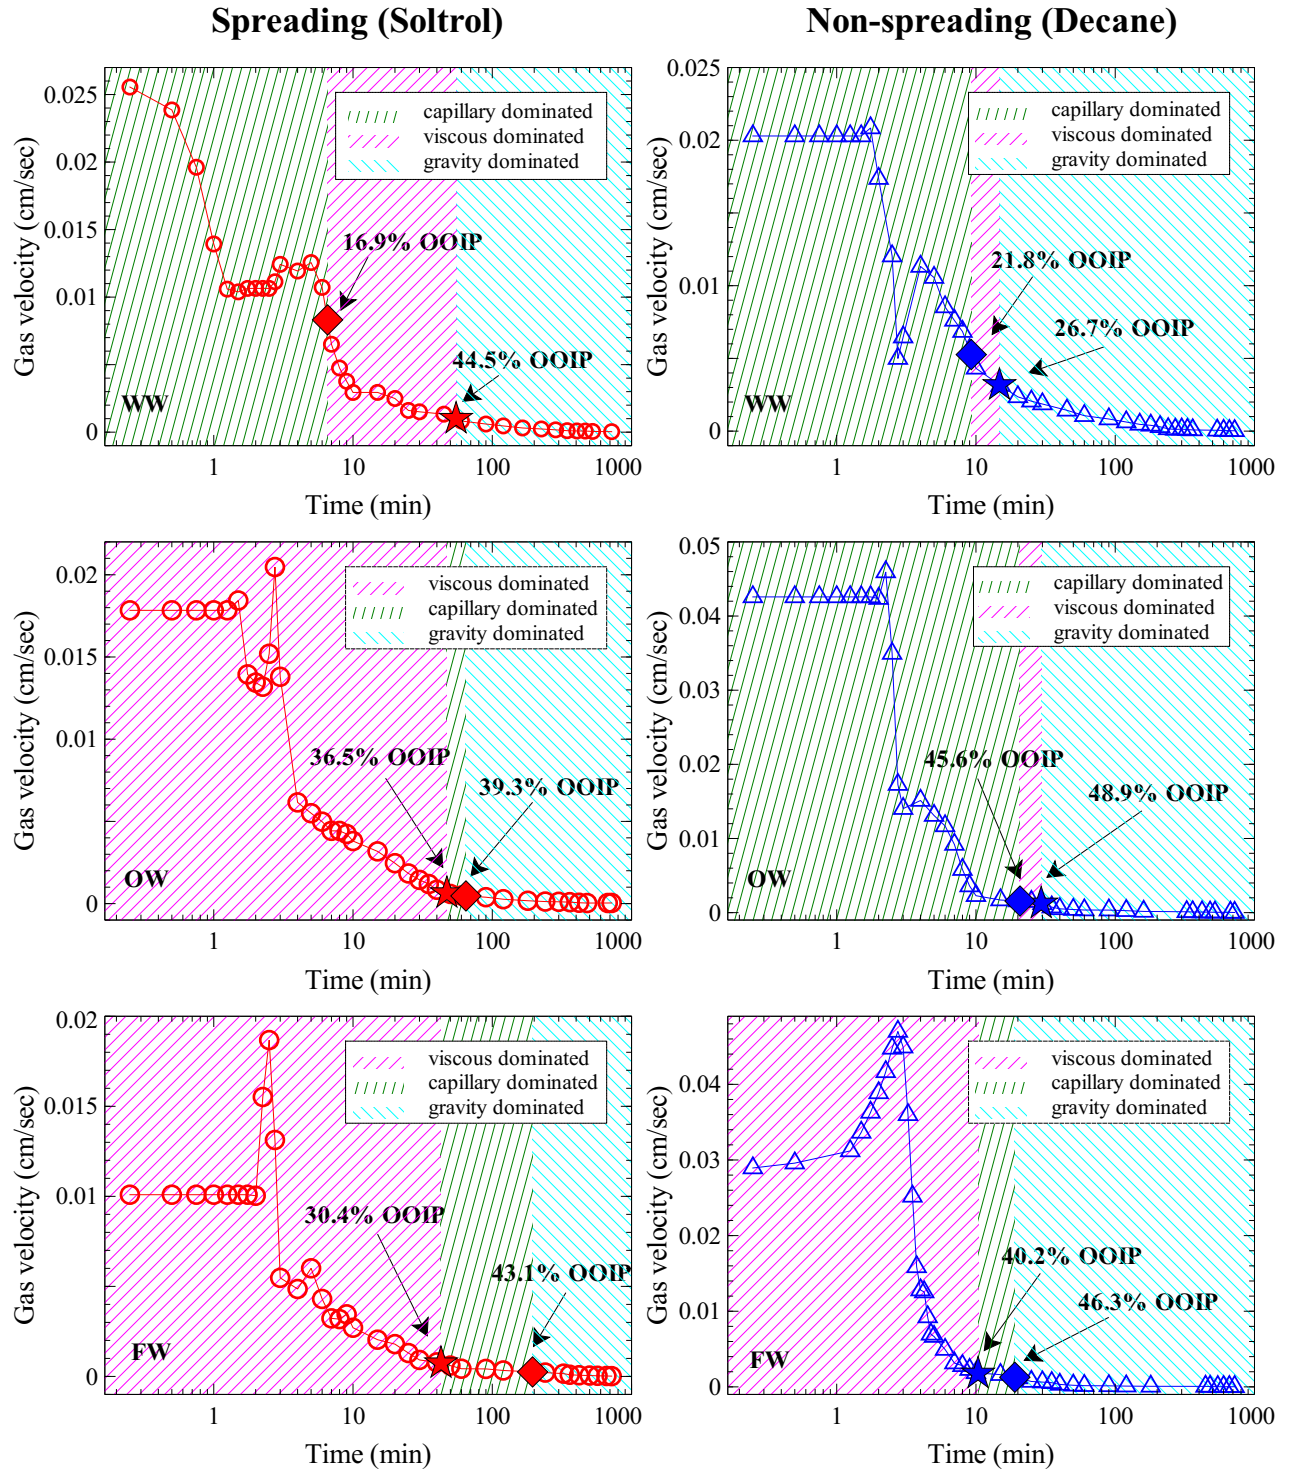 Spreading (Soltrol)
Non-spreading (Decane)
Gas velocity (cm/sec)
0.025
0.02
0.015
0.01
0.005
0
capillary dominated
viscous dominated
gravity dominated
16.9% OOIP
44.5% OOIP
WW
1
10
100
1000
Time (min)
Gas velocity (cm/sec)
0.025
0.02
0.015
0.01
0.005
0
capillary dominated
viscous dominated
gravity dominated
21.8% OOIP
26.7% OOIP
WW
1
10
100
1000
Time (min)
Gas velocity (cm/sec)
0.02
0.015
0.01
0.005
0
viscous dominated
capillary dominated
gravity dominated
36.5% OOIP
39.3% OOIP
OW
1
10
100
1000
Time (min)
Gas velocity (cm/sec)
0.05
0.04
0.03
0.02
0.01
0
capillary dominated
viscous dominated
gravity dominated
45.6% OOIP
48.9% OOIP
OW
1
10
100
1000
Time (min)
Gas velocity (cm/sec)
0.02
0.015
0.01
0.005
0
viscous dominated
capillary dominated
gravity dominated
30.4% OOIP
43.1% OOIP
FW
1
10
100
1000
Time (min)
Gas velocity (cm/sec)
0.04
0.03
0.02
0.01
0
viscous dominated
capillary dominated
gravity dominated
40.2% OOIP
46.3% OOIP
FW
1
10
100
1000
Time (min)